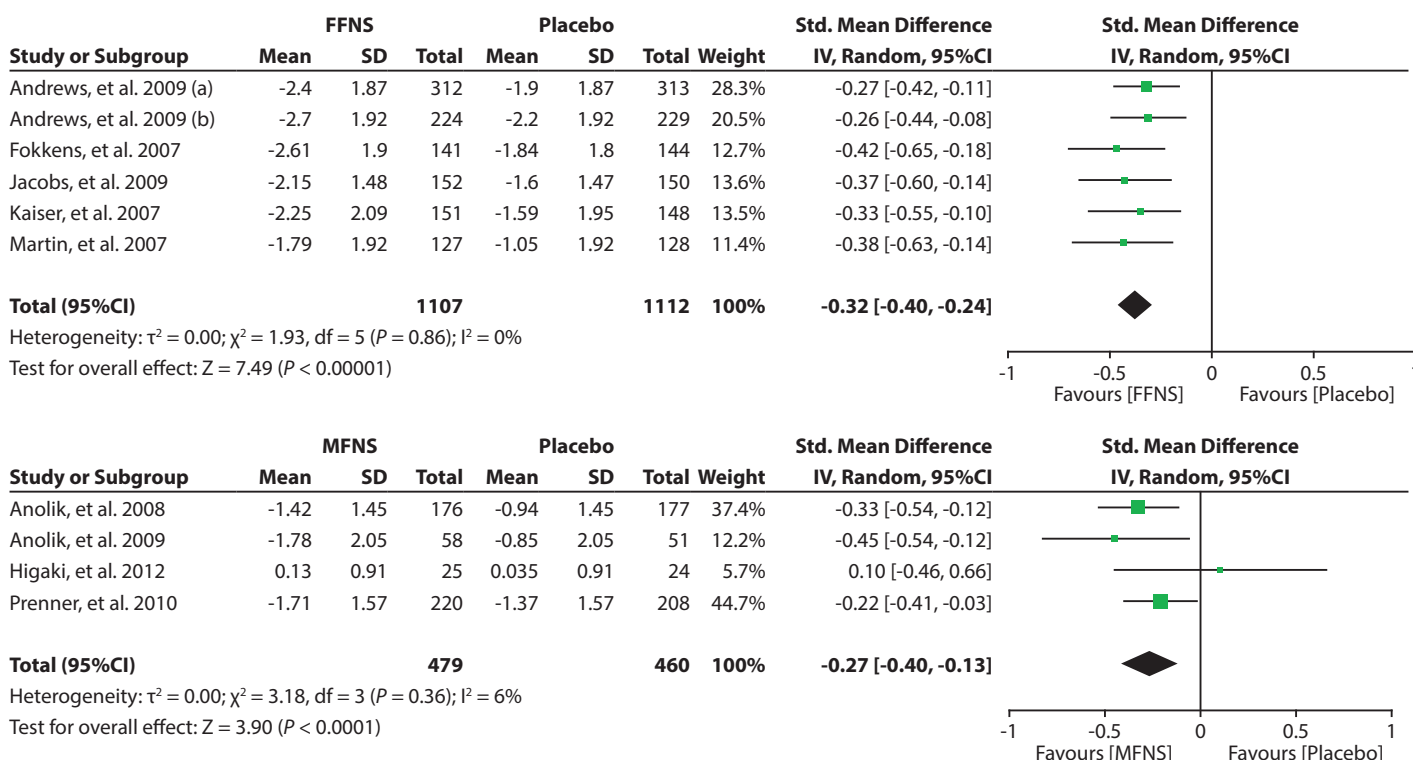 FFNS Placebo Std. Mean Difference Std. Mean Difference
Study or Subgroup Mean SD Total Mean SD Total Weight IV, Random, 95%CI IV, Random, 95%CI
Andrews, et al. 2009 (a) -2.4 1.87 312 -1.9 1.87 313 28.3% -0.27 [-0.42, -0.11]
Andrews, et al. 2009 (b) -2.7 1.92 224 -2.2 1.92 229 20.5% -0.26 [-0.44, -0.08]
Fokkens, et al. 2007 -2.61 1.9 141 -1.84 1.8 144 12.7% -0.42 [-0.65, -0.18]
Jacobs, et al. 2009 -2.15 1.48 152 -1.6 1.47 150 13.6% -0.37 [-0.60, -0.14]
Kaiser, et al. 2007 -2.25 2.09 151 -1.59 1.95 148 13.5% -0.33 [-0.55, -0.10]
Martin, et al. 2007 -1.79 1.92 127 -1.05 1.92 128 11.4% -0.38 [-0.63, -0.14]
Total (95%CI) 1107 1112 100% -0.32 [-0.40, -0.24]
Heterogeneity: τ² = 0.00; χ² = 1.93, df = 5 (P = 0.86); I² = 0%
Test for overall effect: Z = 7.49 (P < 0.00001)
-1 -0.5 0 0.5
Favours [FFNS] Favours [Placebo]
MFNS Placebo Std. Mean Difference Std. Mean Difference
Study or Subgroup Mean SD Total Mean SD Total Weight IV, Random, 95%CI IV, Random, 95%CI
Anolik, et al. 2008 -1.42 1.45 176 -0.94 1.45 177 37.4% -0.33 [-0.54, -0.12]
Anolik, et al. 2009 -1.78 2.05 58 -0.85 2.05 51 12.2% -0.45 [-0.54, -0.12]
Higaki, et al. 2012 0.13 0.91 25 0.035 0.91 24 5.7% 0.10 [-0.46, 0.66]
Prenner, et al. 2010 -1.71 1.57 220 -1.37 1.57 208 44.7% -0.22 [-0.41, -0.03]
Total (95%CI) 479 460 100% -0.27 [-0.40, -0.13]
Heterogeneity: τ² = 0.00; χ² = 3.18, df = 3 (P = 0.36); I² = 6%
Test for overall effect: Z = 3.90 (P < 0.0001)
-1 -0.5 0 0.5 1
Favours [MFNS] Favours [Placebo]